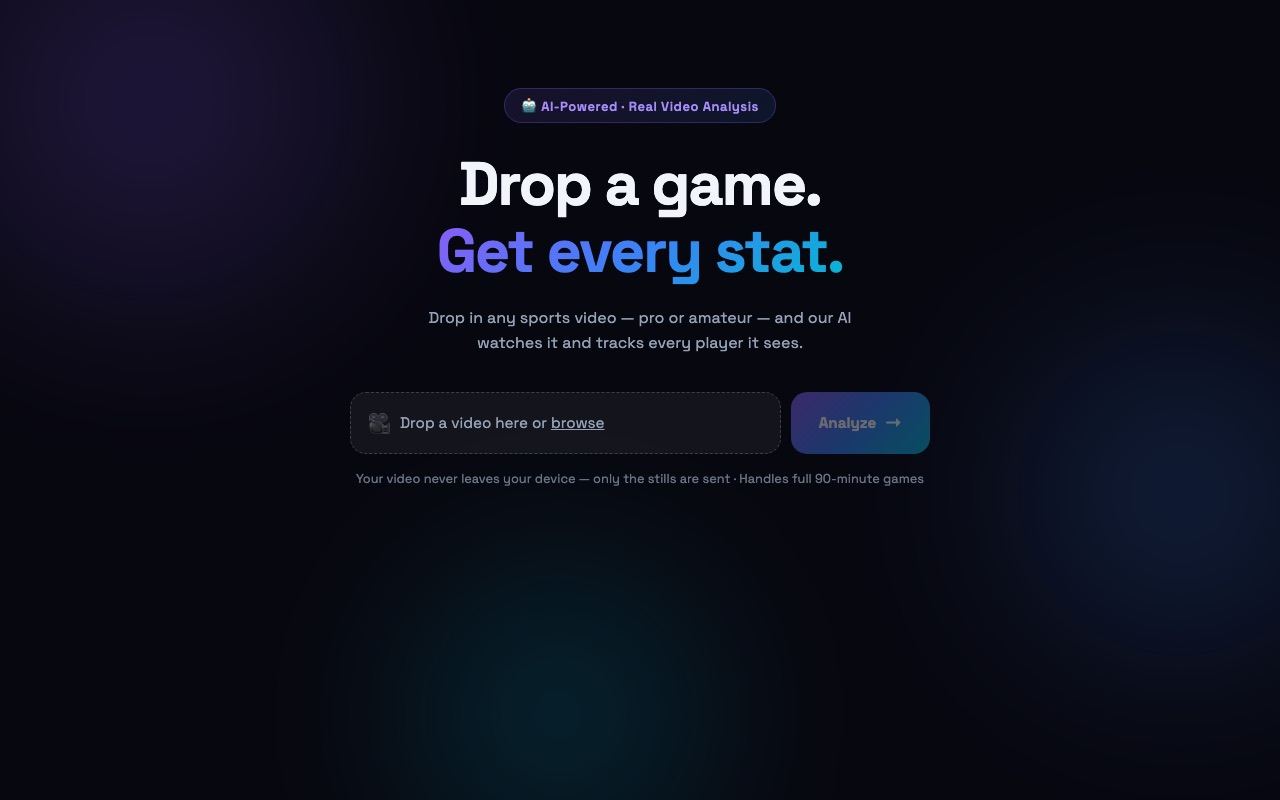 🤖 AI-Powered · Real Video Analysis
Drop a game.
Get every stat.
Drop in any sports video — pro or amateur — and our AI
watches it and tracks every player it sees.
🎥 Drop a video here or browse
Analyze →
Your video never leaves your device — only the stills are sent · Handles full 90-minute games